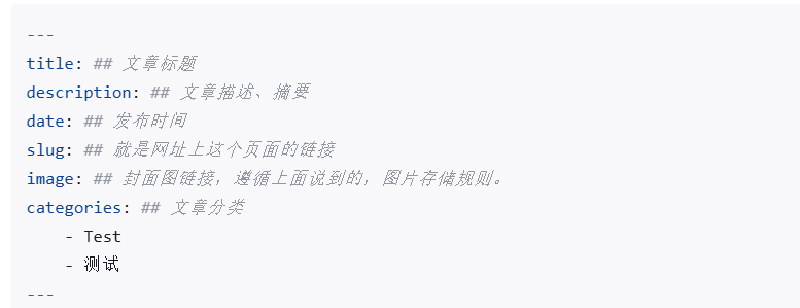 ---
title: ## 文章标题
description: ## 文章描述、摘要
date: ## 发布时间
slug: ## 就是网址上这个页面的链接
image: ## 封面图链接，遵循上面说到的，图片存储规则。
categories: ## 文章分类
    - Test
    - 测试
---